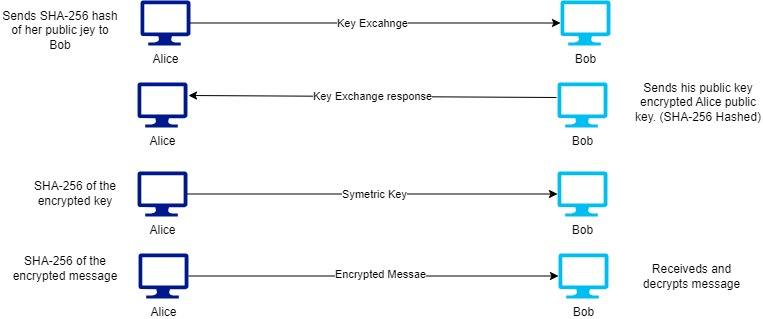 Sends SHA-256 hash
of her public jey to
Bob
Key Excahnge
Alice
Bob
Key Exchange response
Sends his public key
encrypted Alice public
key. (SHA-256 Hashed)
Alice
Bob
SHA-256 of the
encrypted key
Symetric Key
Alice
Bob
SHA-256 of the
encrypted message
Encrypted Messae
Receiveds and
decrypts message
Alice
Bob